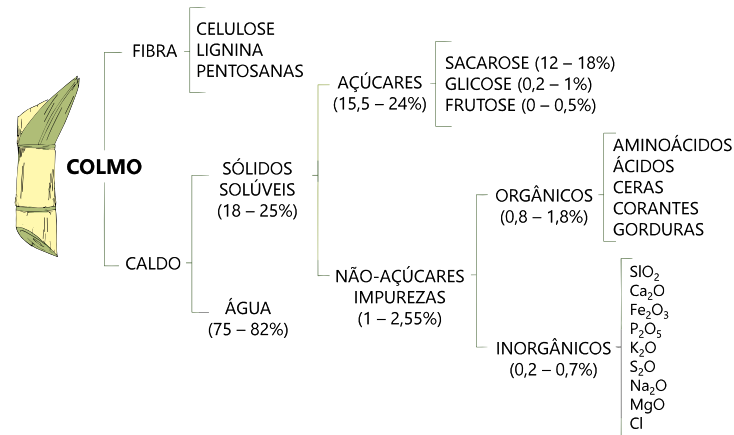 COLMO
FIBRA
CELULOSE
LIGNINA
PENTOSANAS
CALDO
SÓLIDOS
SOLÚVEIS
(18 – 25%)
ÁGUA
(75 – 82%)
AÇÚCARES
(15,5 – 24%)
SACAROSE (12 – 18%)
GLICOSE (0,2 – 1%)
FRUTOSE (0 – 0,5%)
NÃO-AÇÚCARES
IMPUREZAS
(1 – 2,55%)
ORGÂNICOS
(0,8 – 1,8%)
AMINOÁCIDOS
ÁCIDOS
CERAS
CORANTES
GORDURAS
INORGÂNICOS
(0,2 – 0,7%)
SIO₂
Ca₂O
Fe₂O₃
P₂O₅
K₂O
S₂O
Na₂O
MgO
Cl